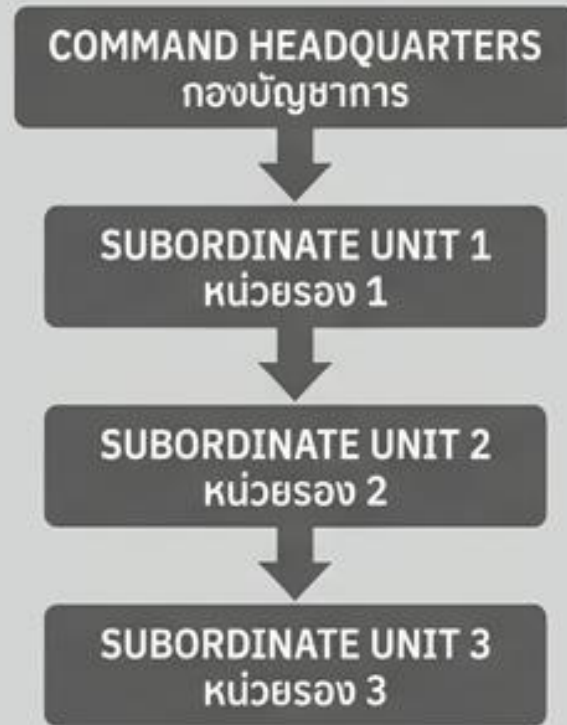 COMMAND HEADQUARTERS
กองบัญชาการ
SUBORDINATE UNIT 1
หน่วยรอง 1
SUBORDINATE UNIT 2
หน่วยรอง 2
SUBORDINATE UNIT 3
หน่วยรอง 3